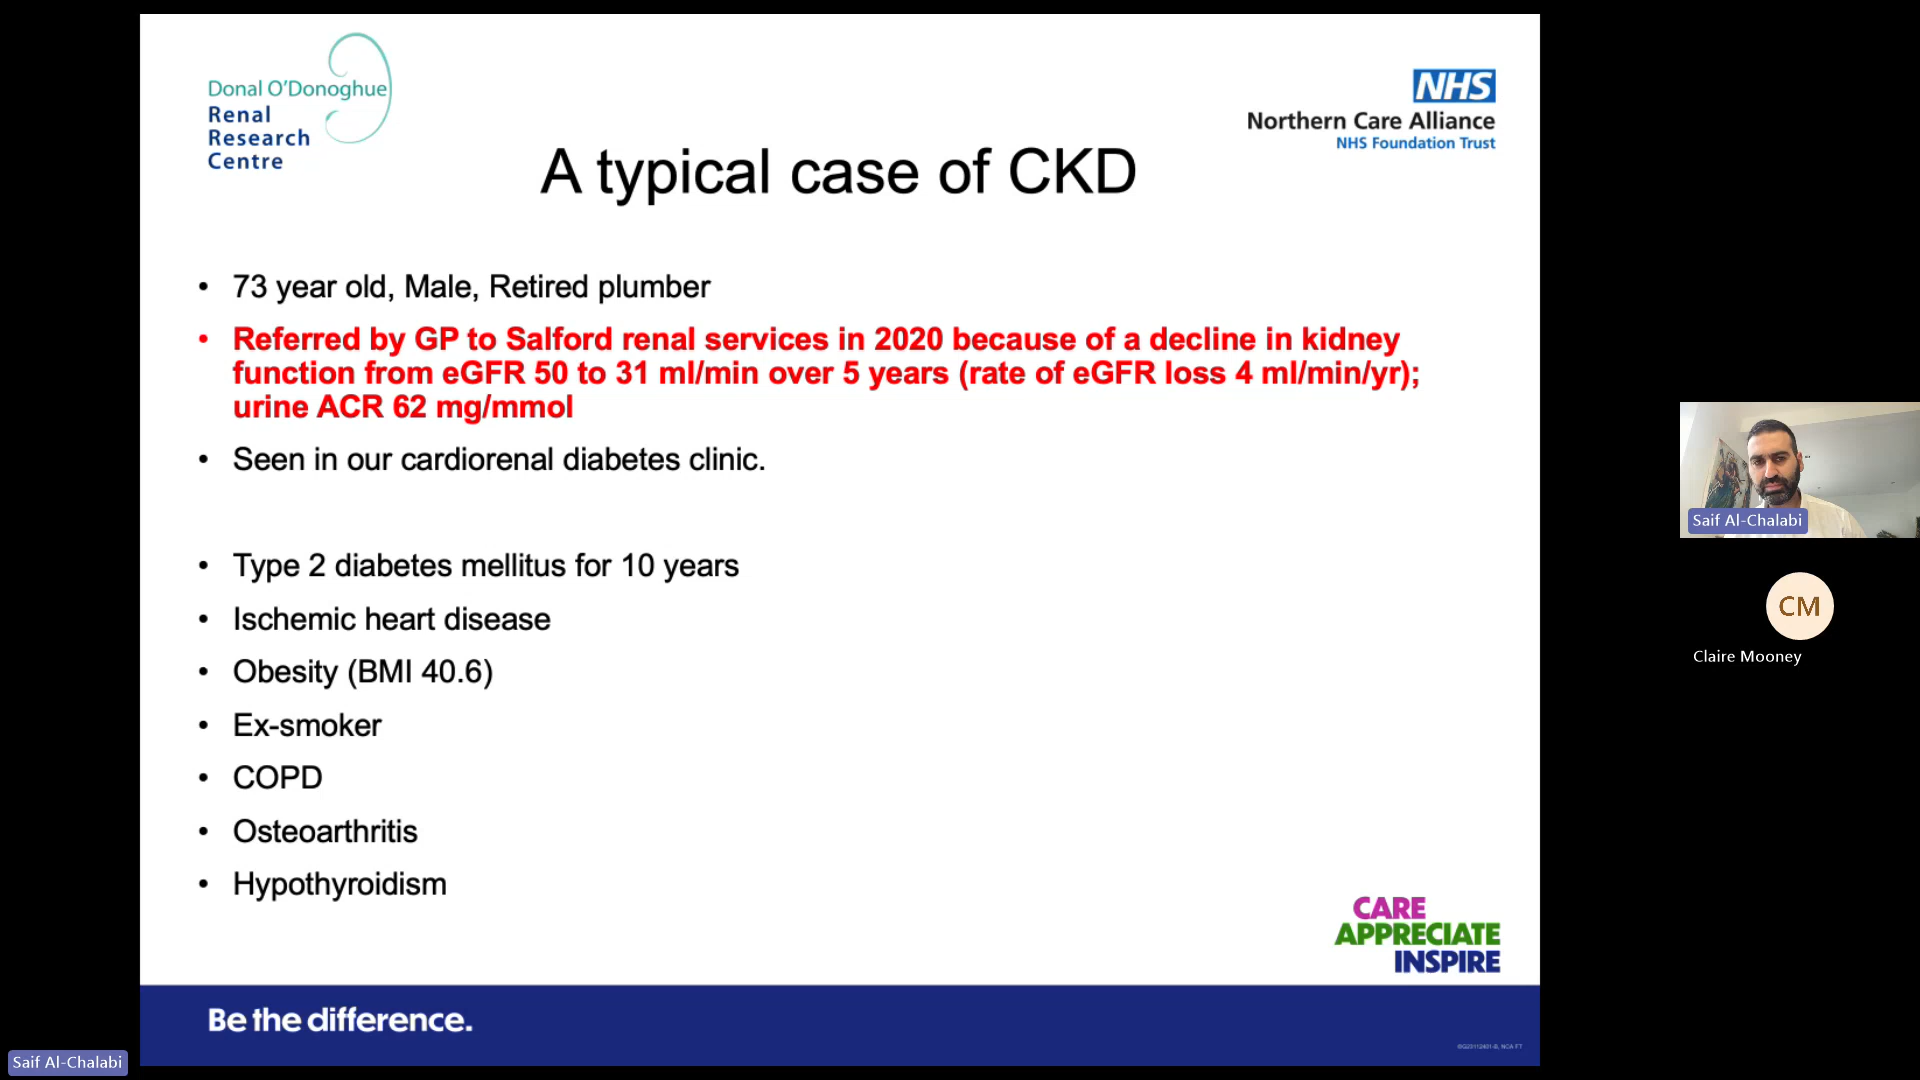 Donal O'Donoghue
Renal
Research
Centre
NHS
Northern Care Alliance
NHS Foundation Trust
A typical case of CKD
• 73 year old, Male, Retired plumber
• Referred by GP to Salford renal services in 2020 because of a decline in kidney
function from eGFR 50 to 31 ml/min over 5 years (rate of eGFR loss 4 ml/min/yr);
urine ACR 62 mg/mmol
• Seen in our cardiorenal diabetes clinic.
• Type 2 diabetes mellitus for 10 years
• Ischemic heart disease
• Obesity (BMI 40.6)
• Ex-smoker
• COPD
• Osteoarthritis
• Hypothyroidism
CARE
APPRECIATE
INSPIRE
Be the difference.
Saif Al-Chalabi
Saif Al-Chalabi
CM
Claire Mooney